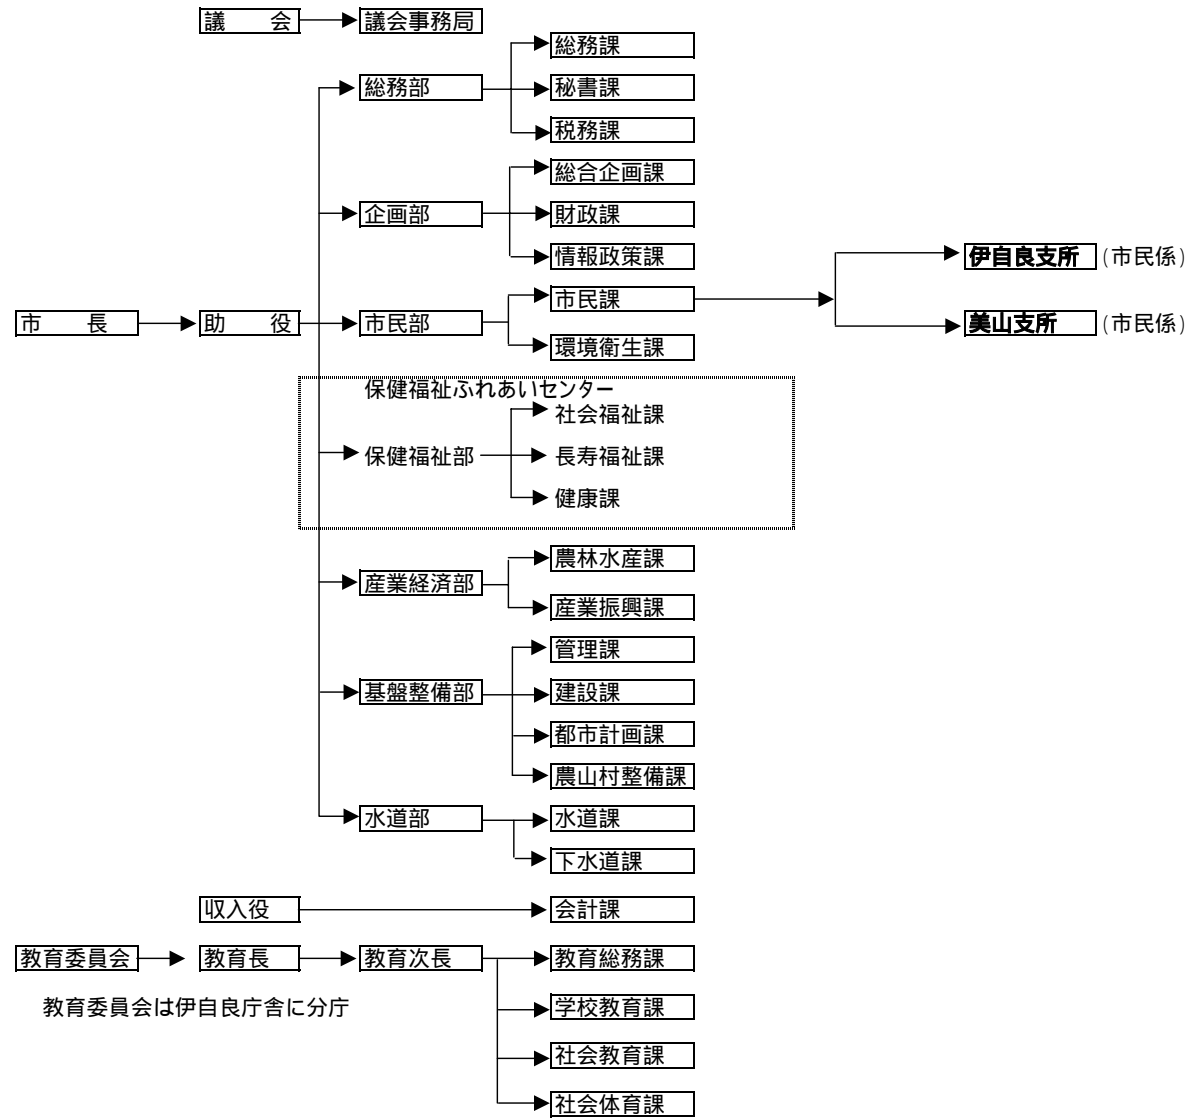 議　会 議会事務局
総務課
総務部 秘書課
税務課
総合企画課
企画部 財政課
情報政策課 伊自良支所 (市民係)
市民課
市　長 助　役 市民部 美山支所 (市民係)
環境衛生課
保健福祉ふれあいセンター
社会福祉課
保健福祉部 長寿福祉課
健康課
農林水産課
産業経済部
産業振興課
管理課
基盤整備部 建設課
都市計画課
農山村整備課
水道部 水道課
下水道課
収入役 会計課
教育委員会 教育長 教育次長 教育総務課
教育委員会は伊自良庁舎に分庁 学校教育課
社会教育課
社会体育課